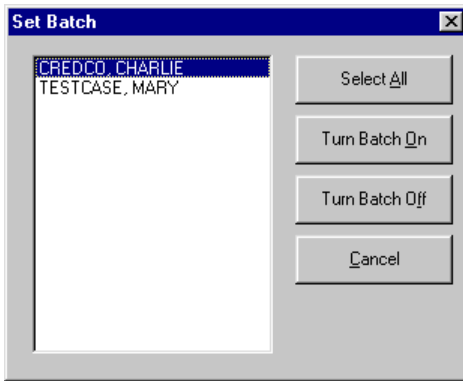 Set Batch
CREDCO, CHARLIE
TESTCASE, MARY
Select All
Turn Batch On
Turn Batch Off
Cancel